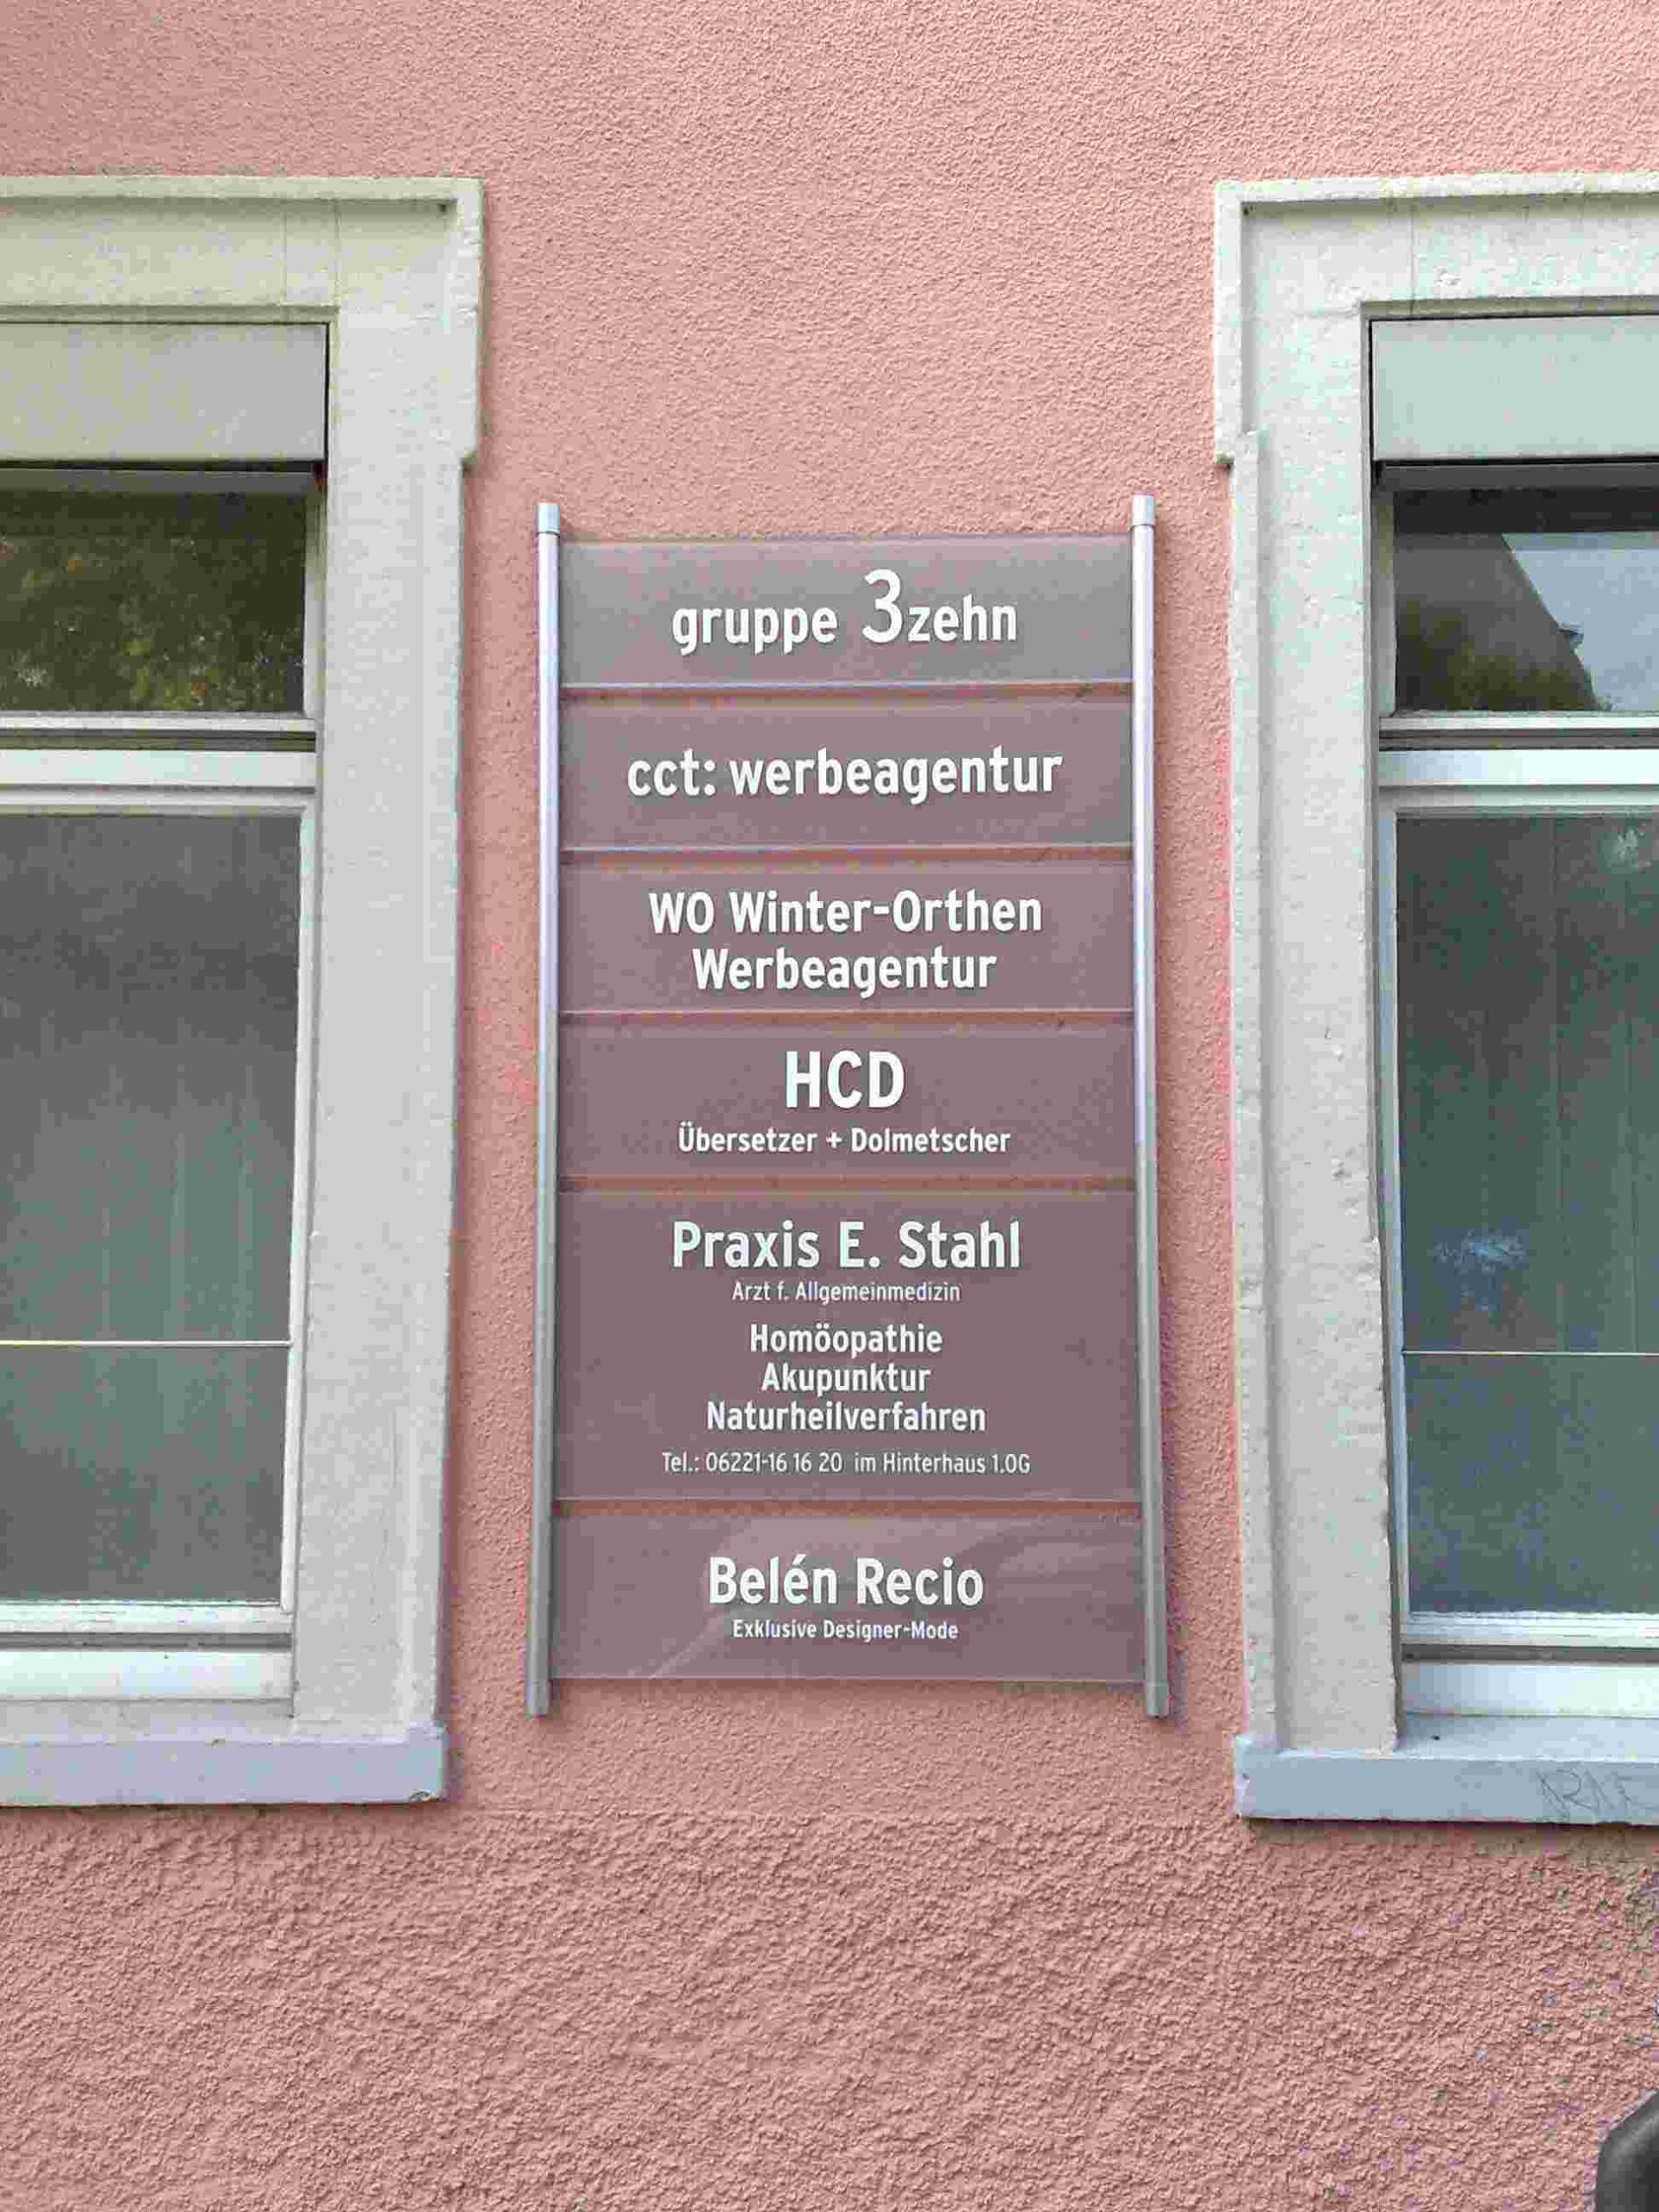 gruppe 3zehn
cct: werbeagentur
WO Winter-Orthen
Werbeagentur
HCD
Übersetzer + Dolmetscher
Praxis E. Stahl
Arzt f. Allgemeinmedizin
Homöopathie
Akupunktur
Naturheilverfahren
Tel.: 06221-16 16 20 im Hinterhaus 1.OG
Belén Recio
Exklusive Designer-Mode